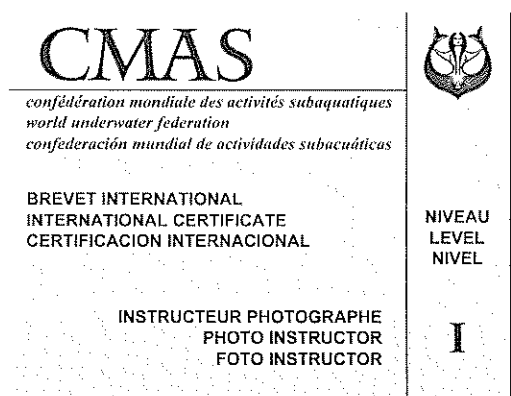 CMAS
confédération mondiale des activités subaquatiques
world underwater federation
confederación mundial de actividades subacuáticas
BREVET INTERNATIONAL
INTERNATIONAL CERTIFICATE
CERTIFICACION INTERNACIONAL
INSTRUCTEUR PHOTOGRAPHE
PHOTO INSTRUCTOR
FOTO INSTRUCTOR
NIVEAU
LEVEL
NIVEL
I